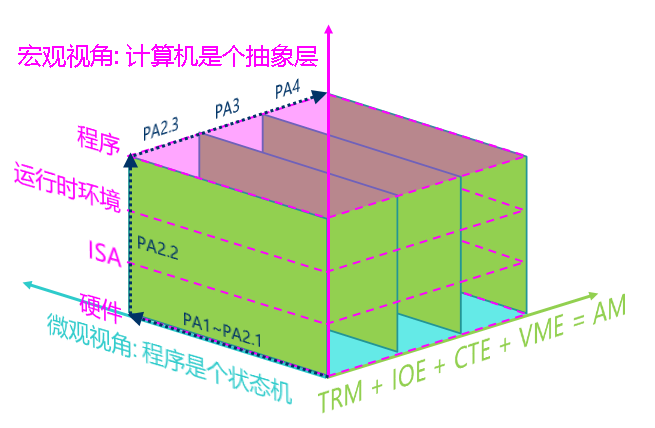 宏观视角: 计算机是个抽象层
PA4
PA3
PA2.3
程序
运行时环境
PA2.2
ISA
硬件
PA1~PA2.1
微观视角: 程序是个状态机
TRM + IOE + CTE + VME = AM